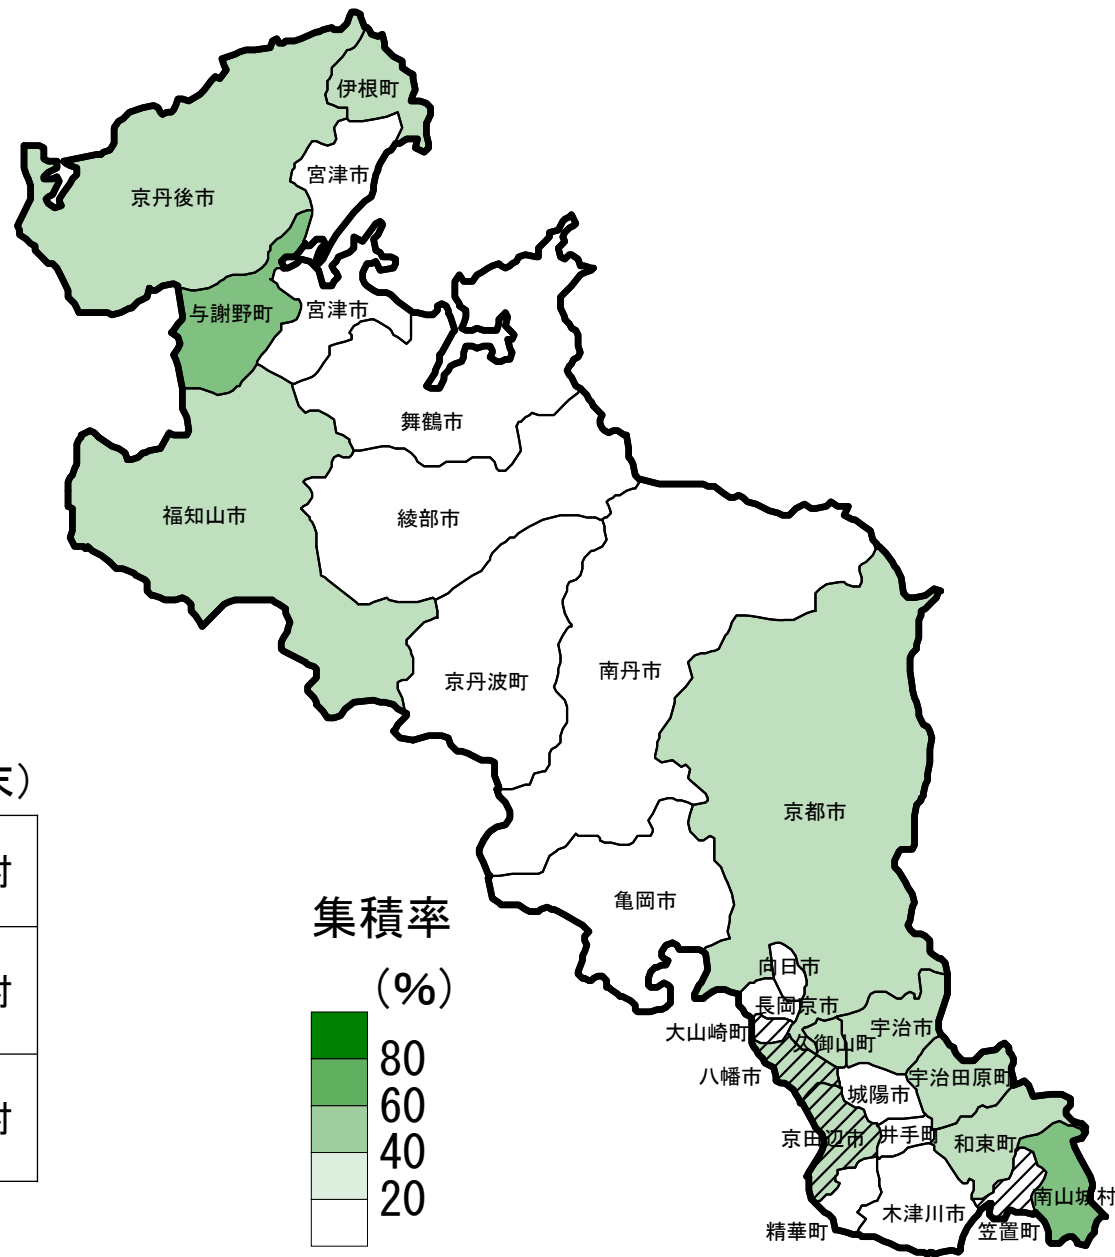 伊根町
宮津市
京丹後市
与謝野町
宮津市
舞鶴市
福知山市
綾部市
京丹波町
南丹市
末)
京都市
村
亀岡市
集積率
(%)
向日市
長岡京市
村
大山崎町
久御山町
宇治市
80
八幡市
宇治田原町
60
城陽市
村
京田辺市
井手町
和束町
40
20
南山城村
木津川市
精華町
笠置町